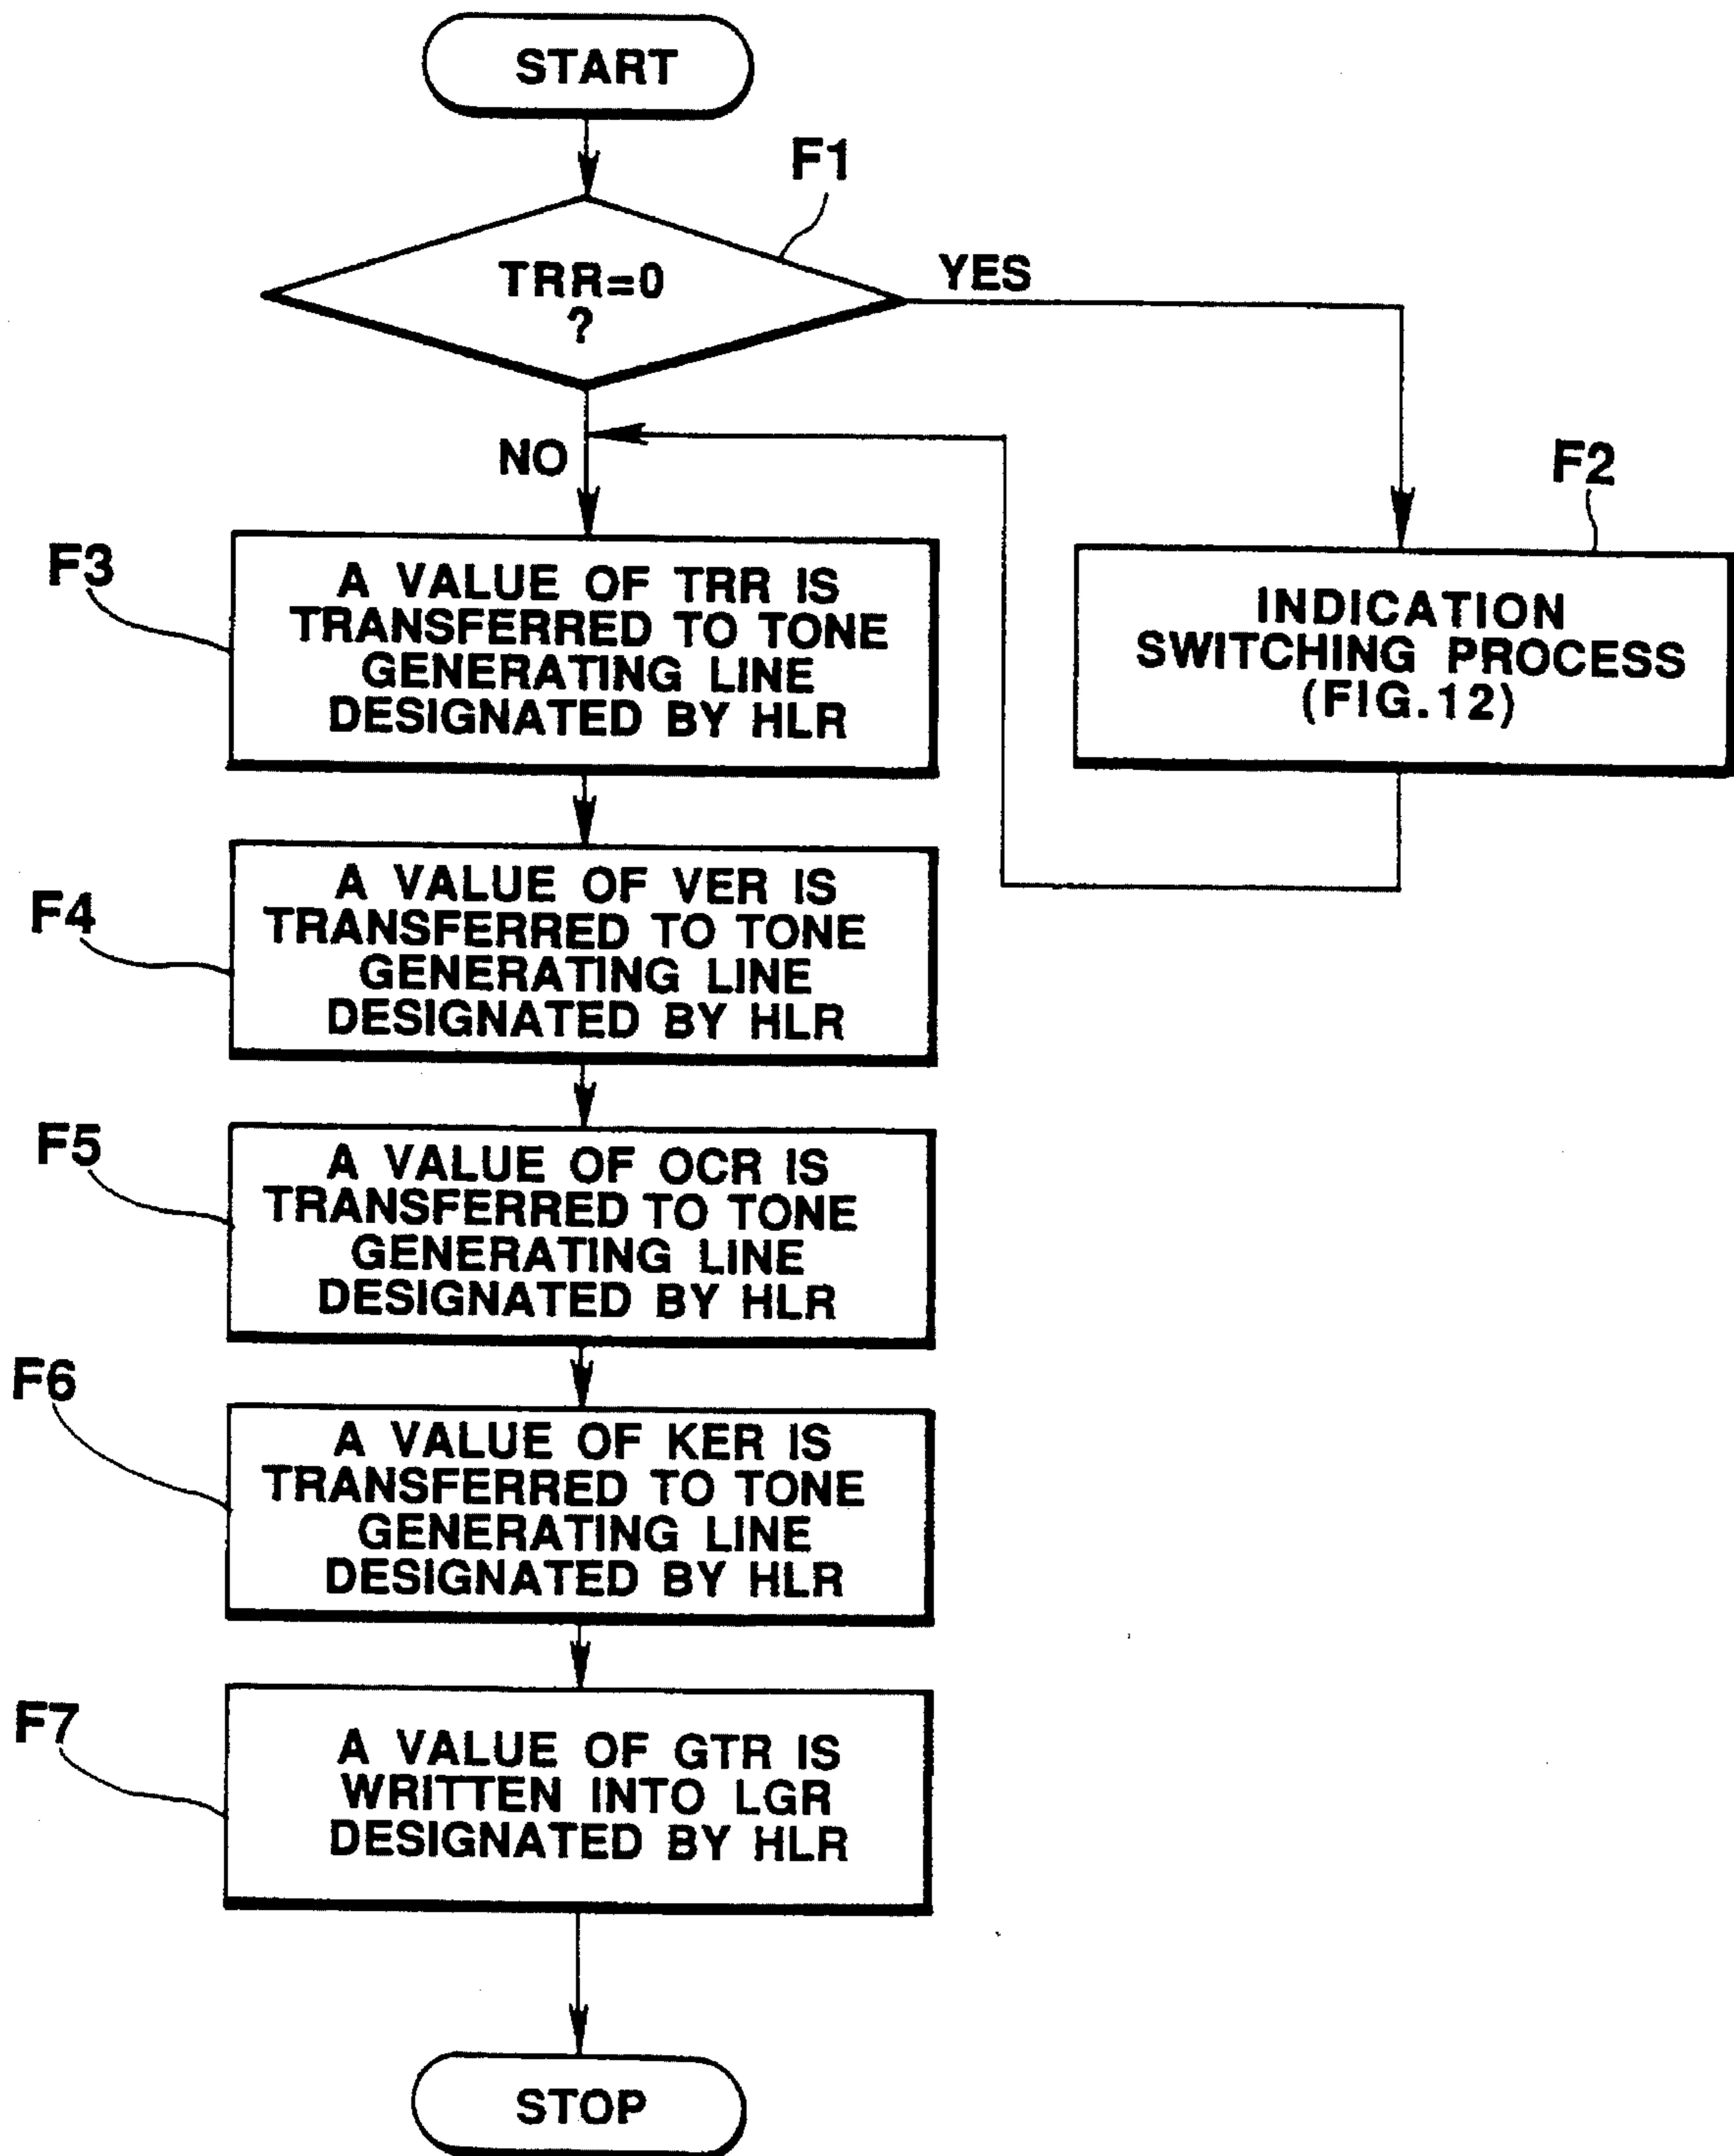 START
F1
TRR=0
?
YES
NO
F2
INDICATION
SWITCHING PROCESS
(FIG.12)
F3
A VALUE OF TRR IS
TRANSFERRED TO TONE
GENERATING LINE
DESIGNATED BY HLR
F4
A VALUE OF VER IS
TRANSFERRED TO TONE
GENERATING LINE
DESIGNATED BY HLR
F5
A VALUE OF OCR IS
TRANSFERRED TO TONE
GENERATING LINE
DESIGNATED BY HLR
F6
A VALUE OF KER IS
TRANSFERRED TO TONE
GENERATING LINE
DESIGNATED BY HLR
F7
A VALUE OF GTR IS
WRITTEN INTO LGR
DESIGNATED BY HLR
STOP